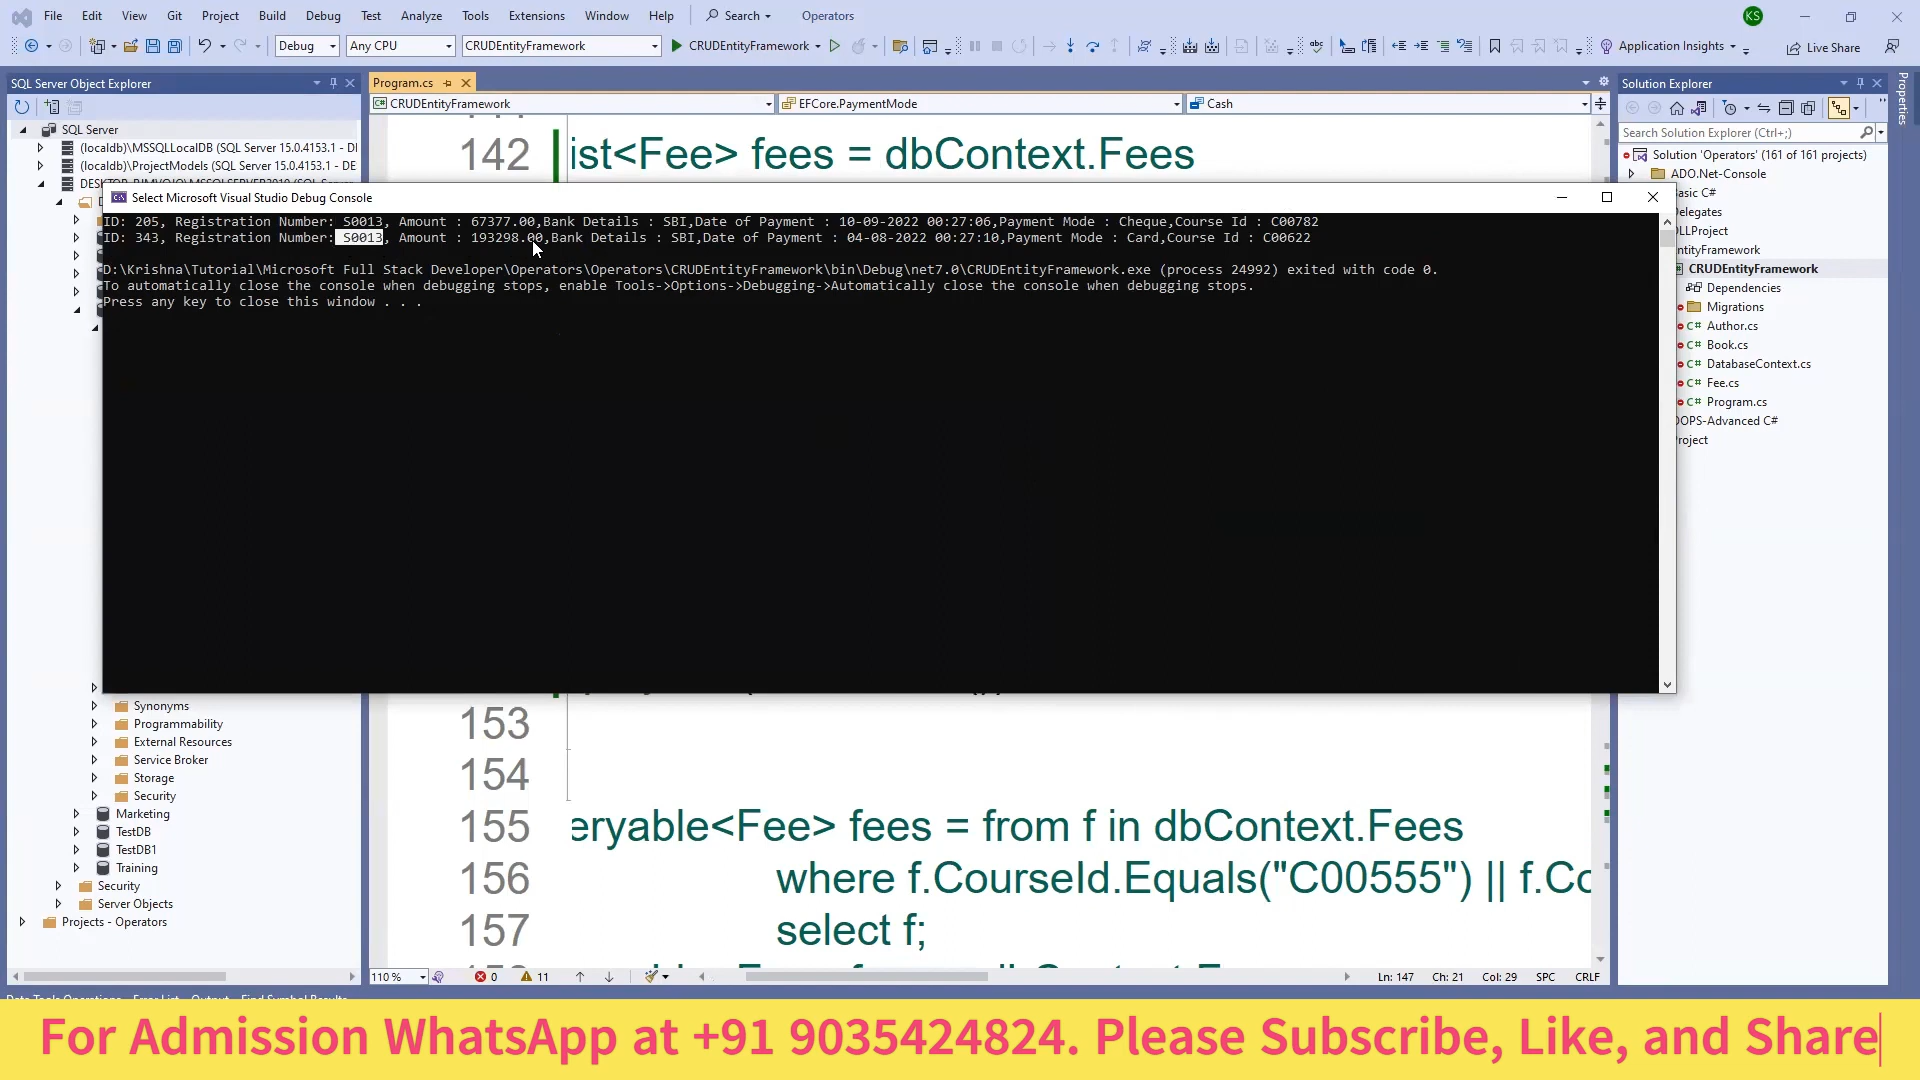 File Edit View Git Project Build Debug Test Analyze Tools Extensions Window Help Search Operators KS
Debug Any CPU CRUDEntityFramework CRUDEntityFramework Application Insights Live Share
SQL Server Object Explorer
Program.cs
Solution Explorer
Properties
CRUDEntityFramework EFCore.PaymentMode Cash
Search Solution Explorer (Ctrl+;)
SQL Server
(localdb)\MSSQLLocalDB (SQL Server 15.0.4153.1 - DI
(localdb)\ProjectModels (SQL Server 15.0.4153.1 - DE
142 ist<Fee> fees = dbContext.Fees
Solution 'Operators' (161 of 161 projects)
ADO.Net-Console
asic C#
elegates
LLProject
ntityFramework
CRUDEntityFramework
Dependencies
Migrations
Author.cs
Book.cs
DatabaseContext.cs
Fee.cs
Program.cs
OOPS-Advanced C#
roject
Select Microsoft Visual Studio Debug Console
ID: 205, Registration Number: S0013, Amount : 67377.00,Bank Details : SBI,Date of Payment : 10-09-2022 00:27:06,Payment Mode : Cheque,Course Id : C00782
ID: 343, Registration Number: S0013, Amount : 193298.00,Bank Details : SBI,Date of Payment : 04-08-2022 00:27:10,Payment Mode : Card,Course Id : C00622
D:\Krishna\Tutorial\Microsoft Full Stack Developer\Operators\Operators\CRUDEntityFramework\bin\Debug\net7.0\CRUDEntityFramework.exe (process 24992) exited with code 0.
To automatically close the console when debugging stops, enable Tools->Options->Debugging->Automatically close the console when debugging stops.
Press any key to close this window . . .
Synonyms
Programmability
External Resources
Service Broker
Storage
Security
Marketing
TestDB
TestDB1
Training
Security
Server Objects
Projects - Operators
153
154
155 eryable<Fee> fees = from f in dbContext.Fees
156 where f.CourseId.Equals("C00555") || f.Co
157 select f;
110 % 0 11 Ln: 147 Ch: 21 Col: 29 SPC CRLF
Data Tools Operations Error List Output Find Symbol Results
For Admission WhatsApp at +91 9035424824. Please Subscribe, Like, and Share